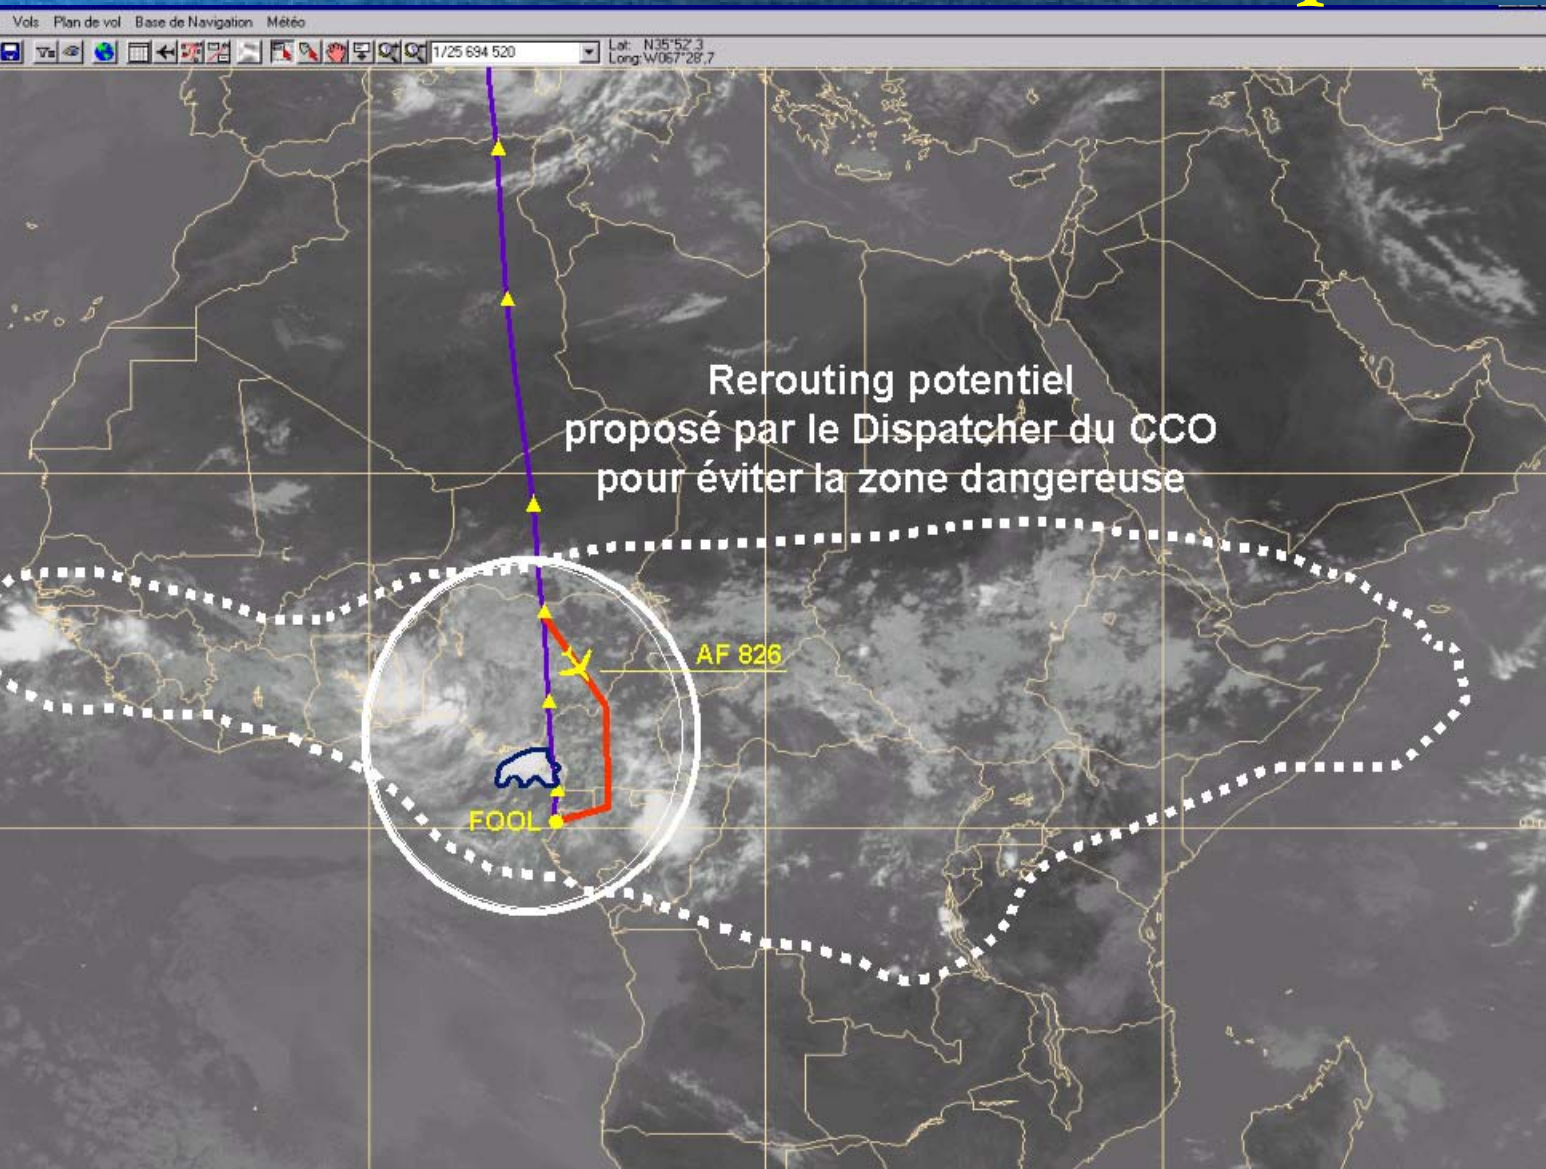 Vols Plan de vol Base de Navigation Météo
1/25 694 520
Lat: N35°52'.3
Long:W067°28',7
Rerouting potentiel
proposé par le Dispatcher du CCO
pour éviter la zone dangereuse
AF 826
FOOL